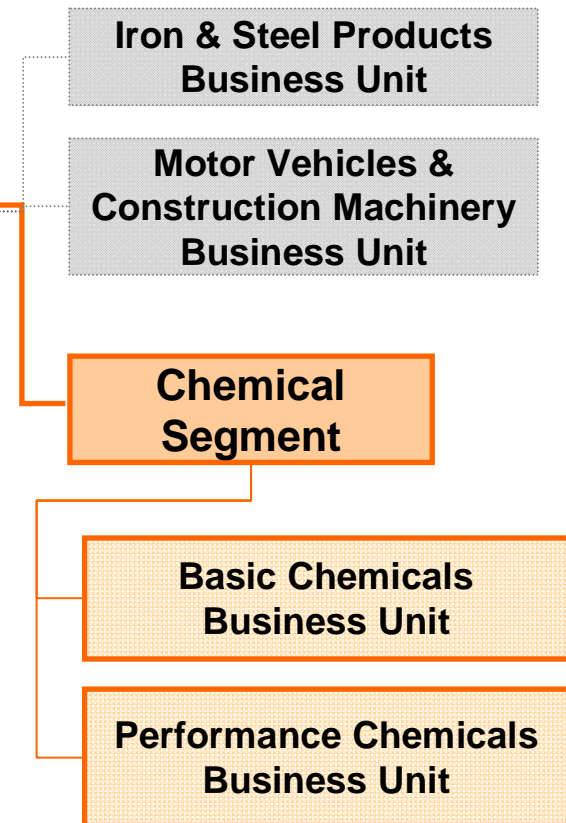 Iron & Steel Products
Business Unit
Motor Vehicles &
Construction Machinery
Business Unit
Chemical
Segment
Basic Chemicals
Business Unit
Performance Chemicals
Business Unit